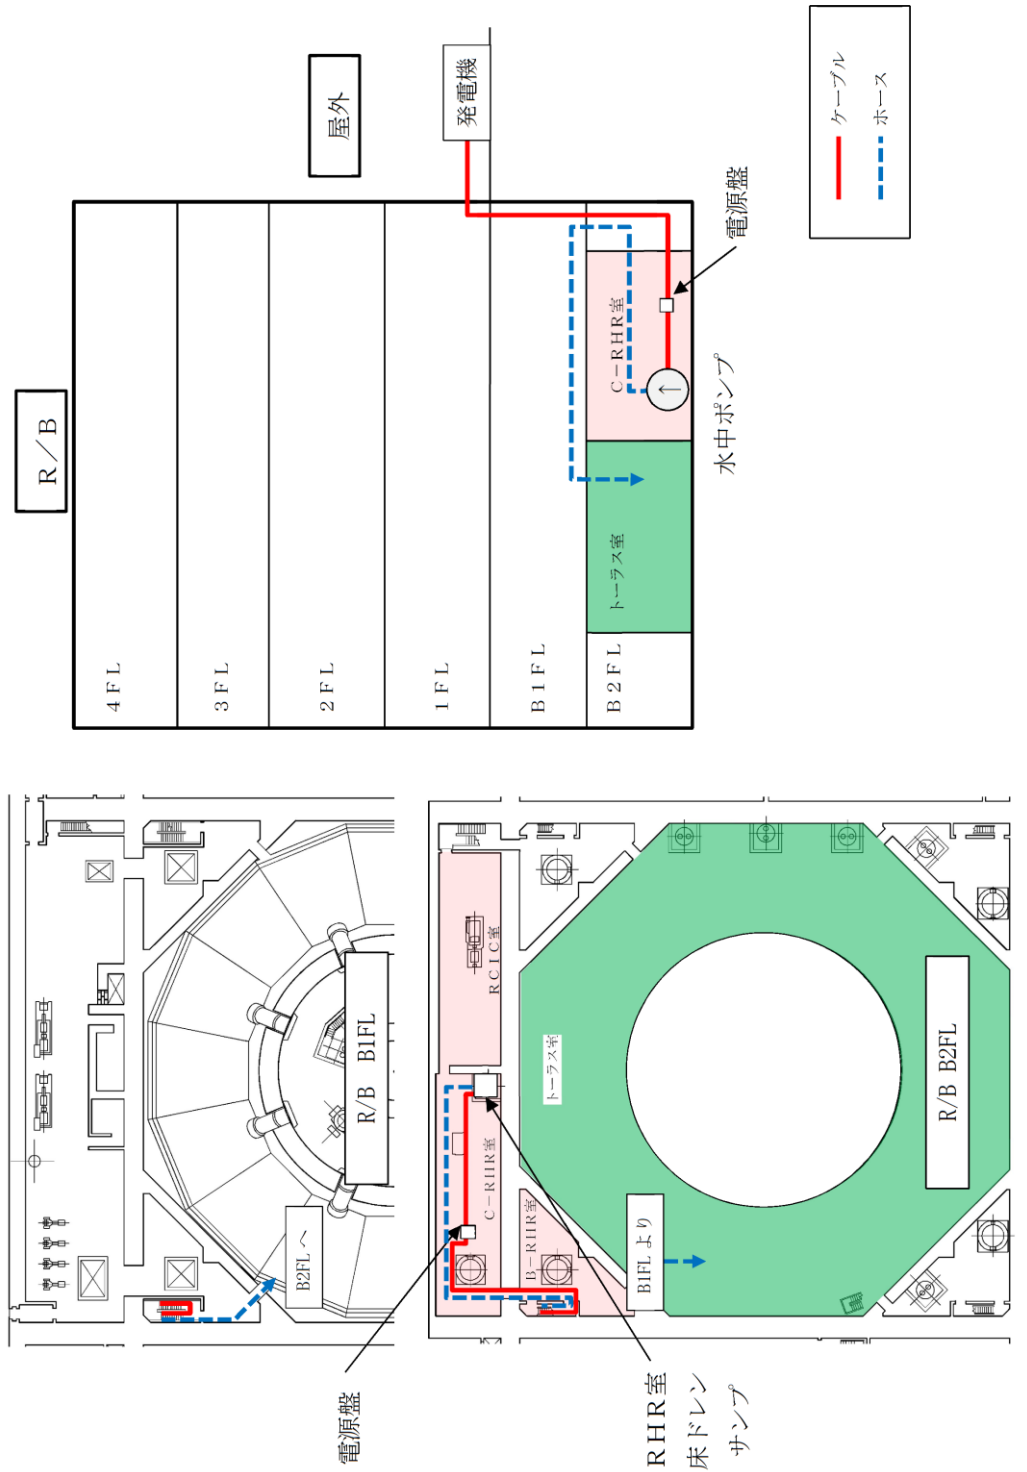 R/B
屋外
4FL
3FL
2FL
1FL
B1FL
B2FL
発電機
C-RHR室
トーラス室
電源盤
水中ポンプ
ケーブル
ホース
R/B B1FL
B2FLへ
電源盤
RCIC室
C-RHR室
B-RHR室
トーラス室
B1FLより
R/B B2FL
RHR室
床ドレン
サンプ